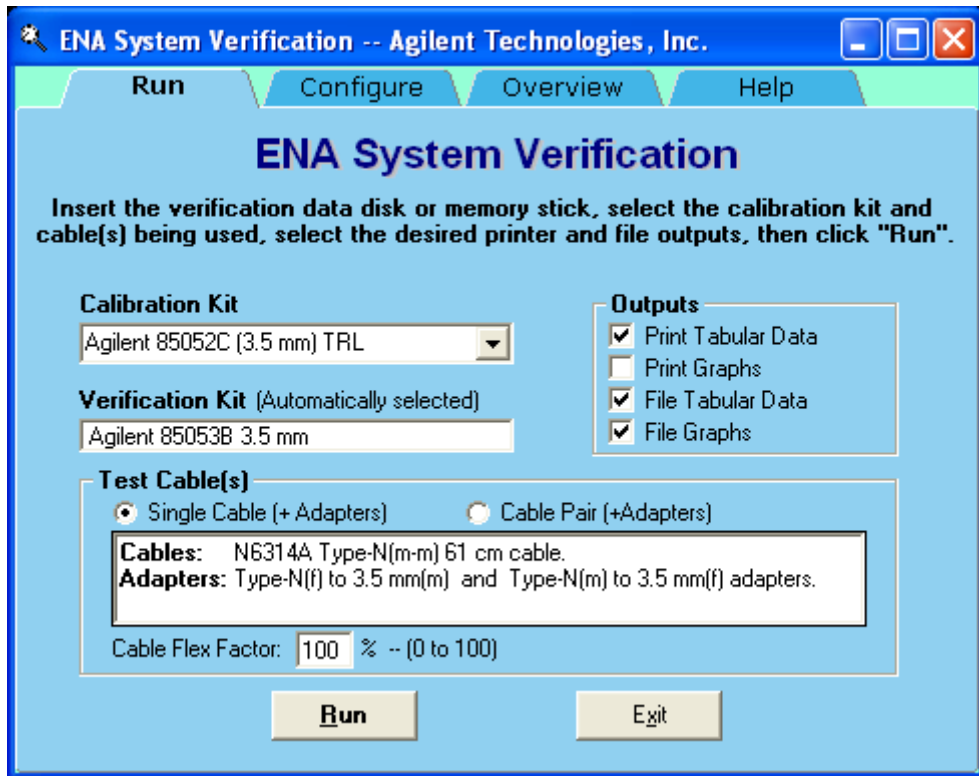 ENA System Verification -- Agilent Technologies, Inc.
Run Configure Overview Help
ENA System Verification
Insert the verification data disk or memory stick, select the calibration kit and
cable(s) being used, select the desired printer and file outputs, then click "Run".
Calibration Kit
Agilent 85052C (3.5 mm) TRL
Verification Kit (Automatically selected)
Agilent 85053B 3.5 mm
Outputs
Print Tabular Data
Print Graphs
File Tabular Data
File Graphs
Test Cable(s)
Single Cable (+ Adapters) Cable Pair (+Adapters)
Cables: N6314A Type-N(m-m) 61 cm cable.
Adapters: Type-N(f) to 3.5 mm(m) and Type-N(m) to 3.5 mm(f) adapters.
Cable Flex Factor: 100 % -- (0 to 100)
Run Exit